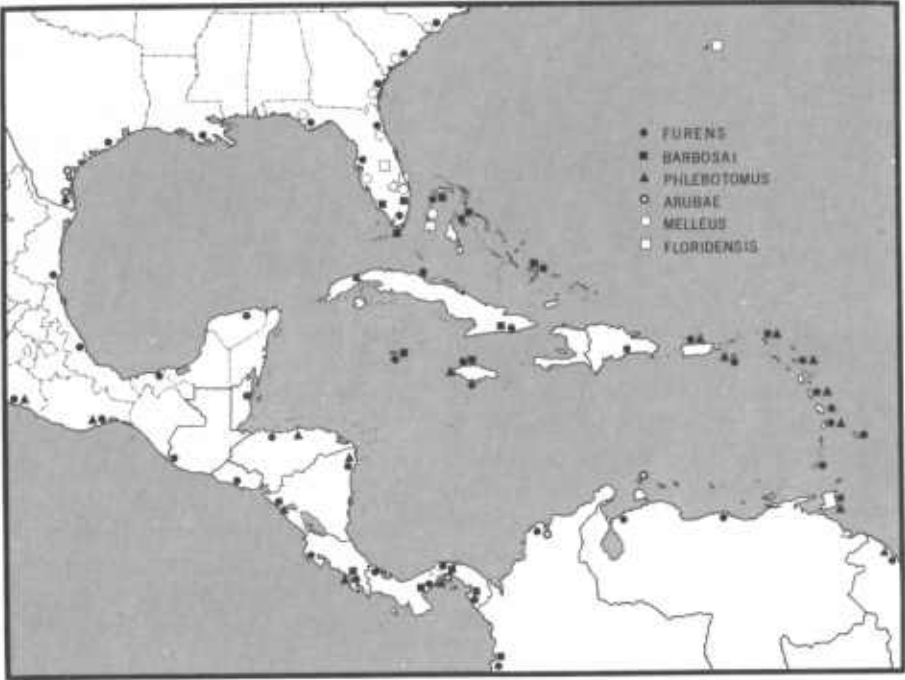 FURENS
BARBOSAI
PHLEBOTOMUS
ARUBAE
MELLEUS
FLORIDENSIS